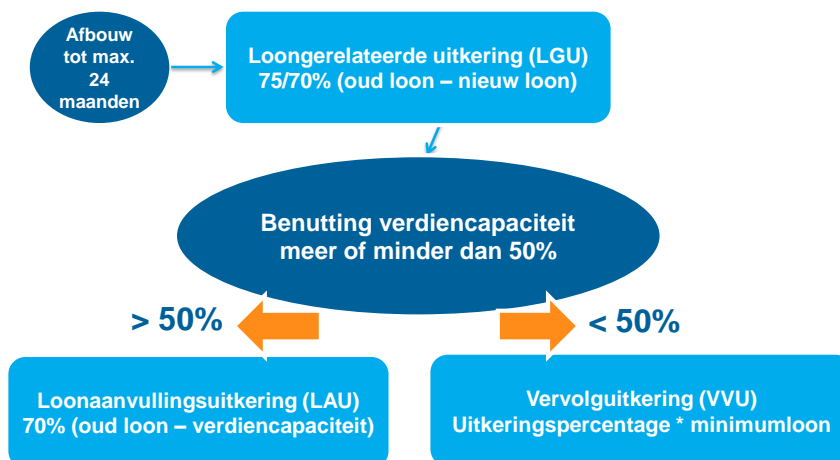 Afbouw
tot max.
24
maanden
Loongerelateerde uitkering (LGU)
75/70% (oud loon – nieuw loon)
Benutting verdiencapaciteit
meer of minder dan 50%
> 50%
< 50%
Loonaanvullingsuitkering (LAU)
70% (oud loon – verdiencapaciteit)
Vervolguitkering (VVU)
Uitkeringspercentage * minimumloon